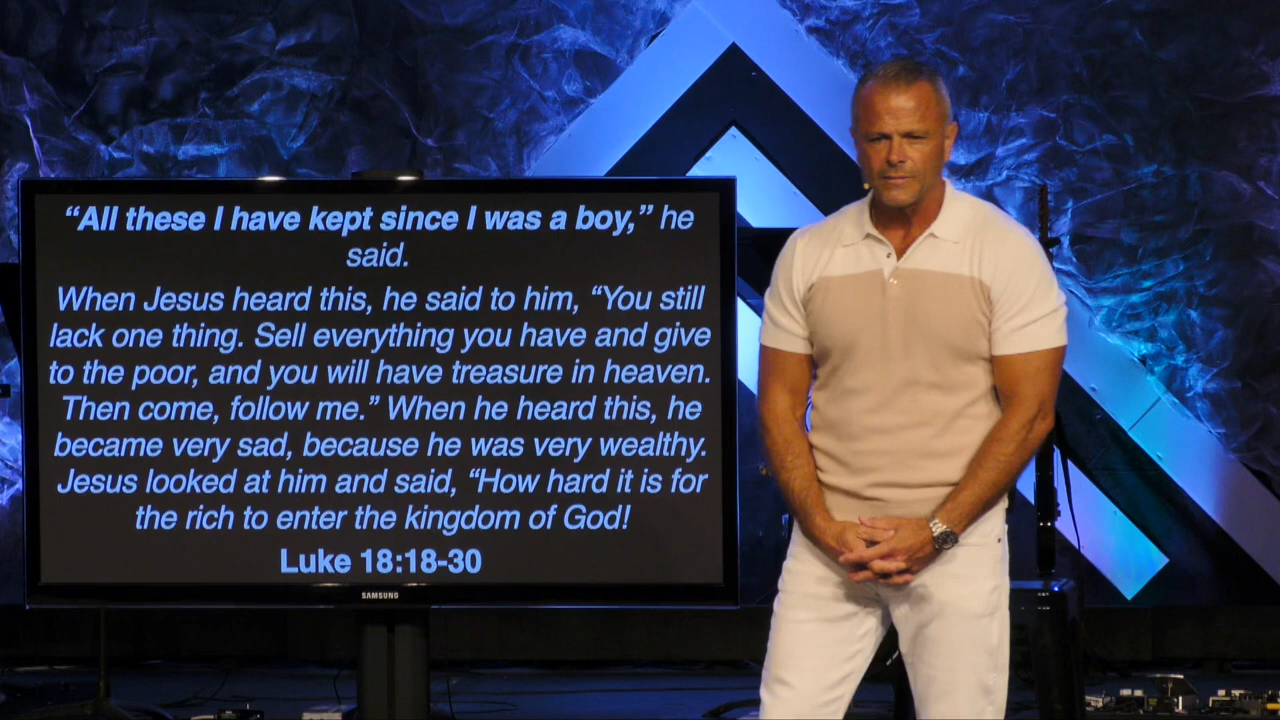 “All these I have kept since I was a boy,” he
said.
When Jesus heard this, he said to him, “You still
lack one thing. Sell everything you have and give
to the poor, and you will have treasure in heaven.
Then come, follow me.” When he heard this, he
became very sad, because he was very wealthy.
Jesus looked at him and said, “How hard it is for
the rich to enter the kingdom of God!
Luke 18:18-30
SAMSUNG